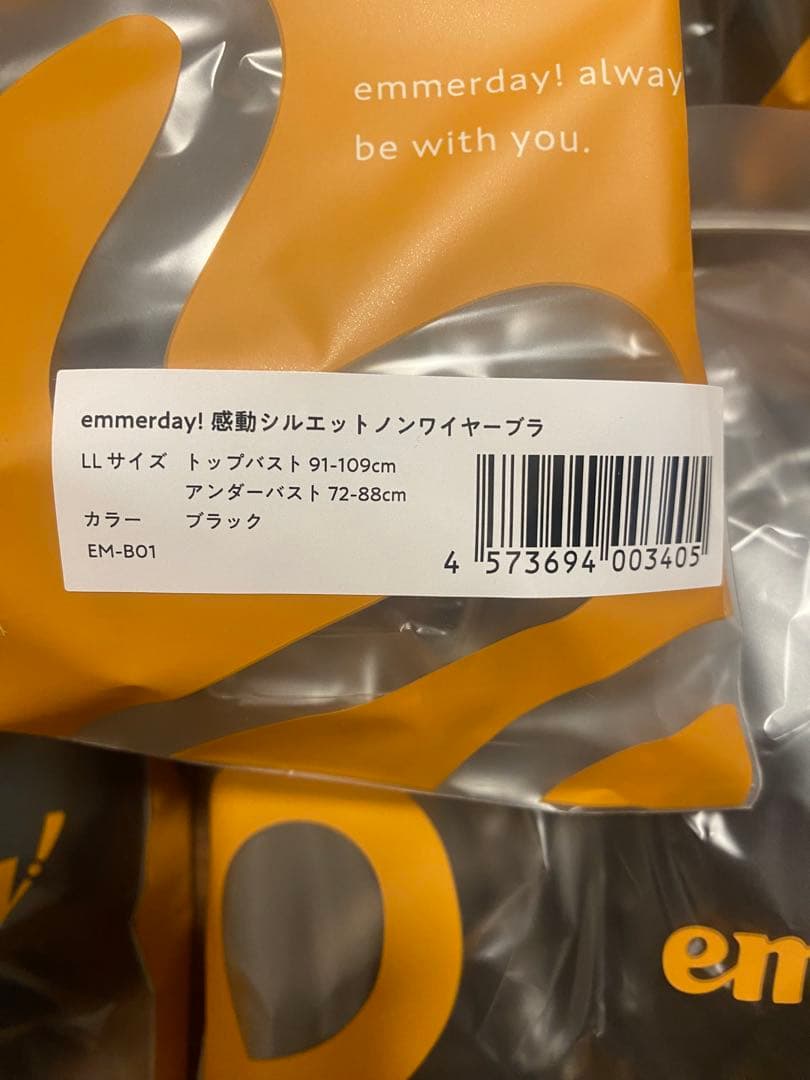 emmerday! alway
be with you.
emmerday! 感動シルエットノンワイヤーブラ
LLサイズ トップバスト 91-109cm
アンダーバスト 72-88cm
カラー ブラック
EM-B01
4 573694 003405
em